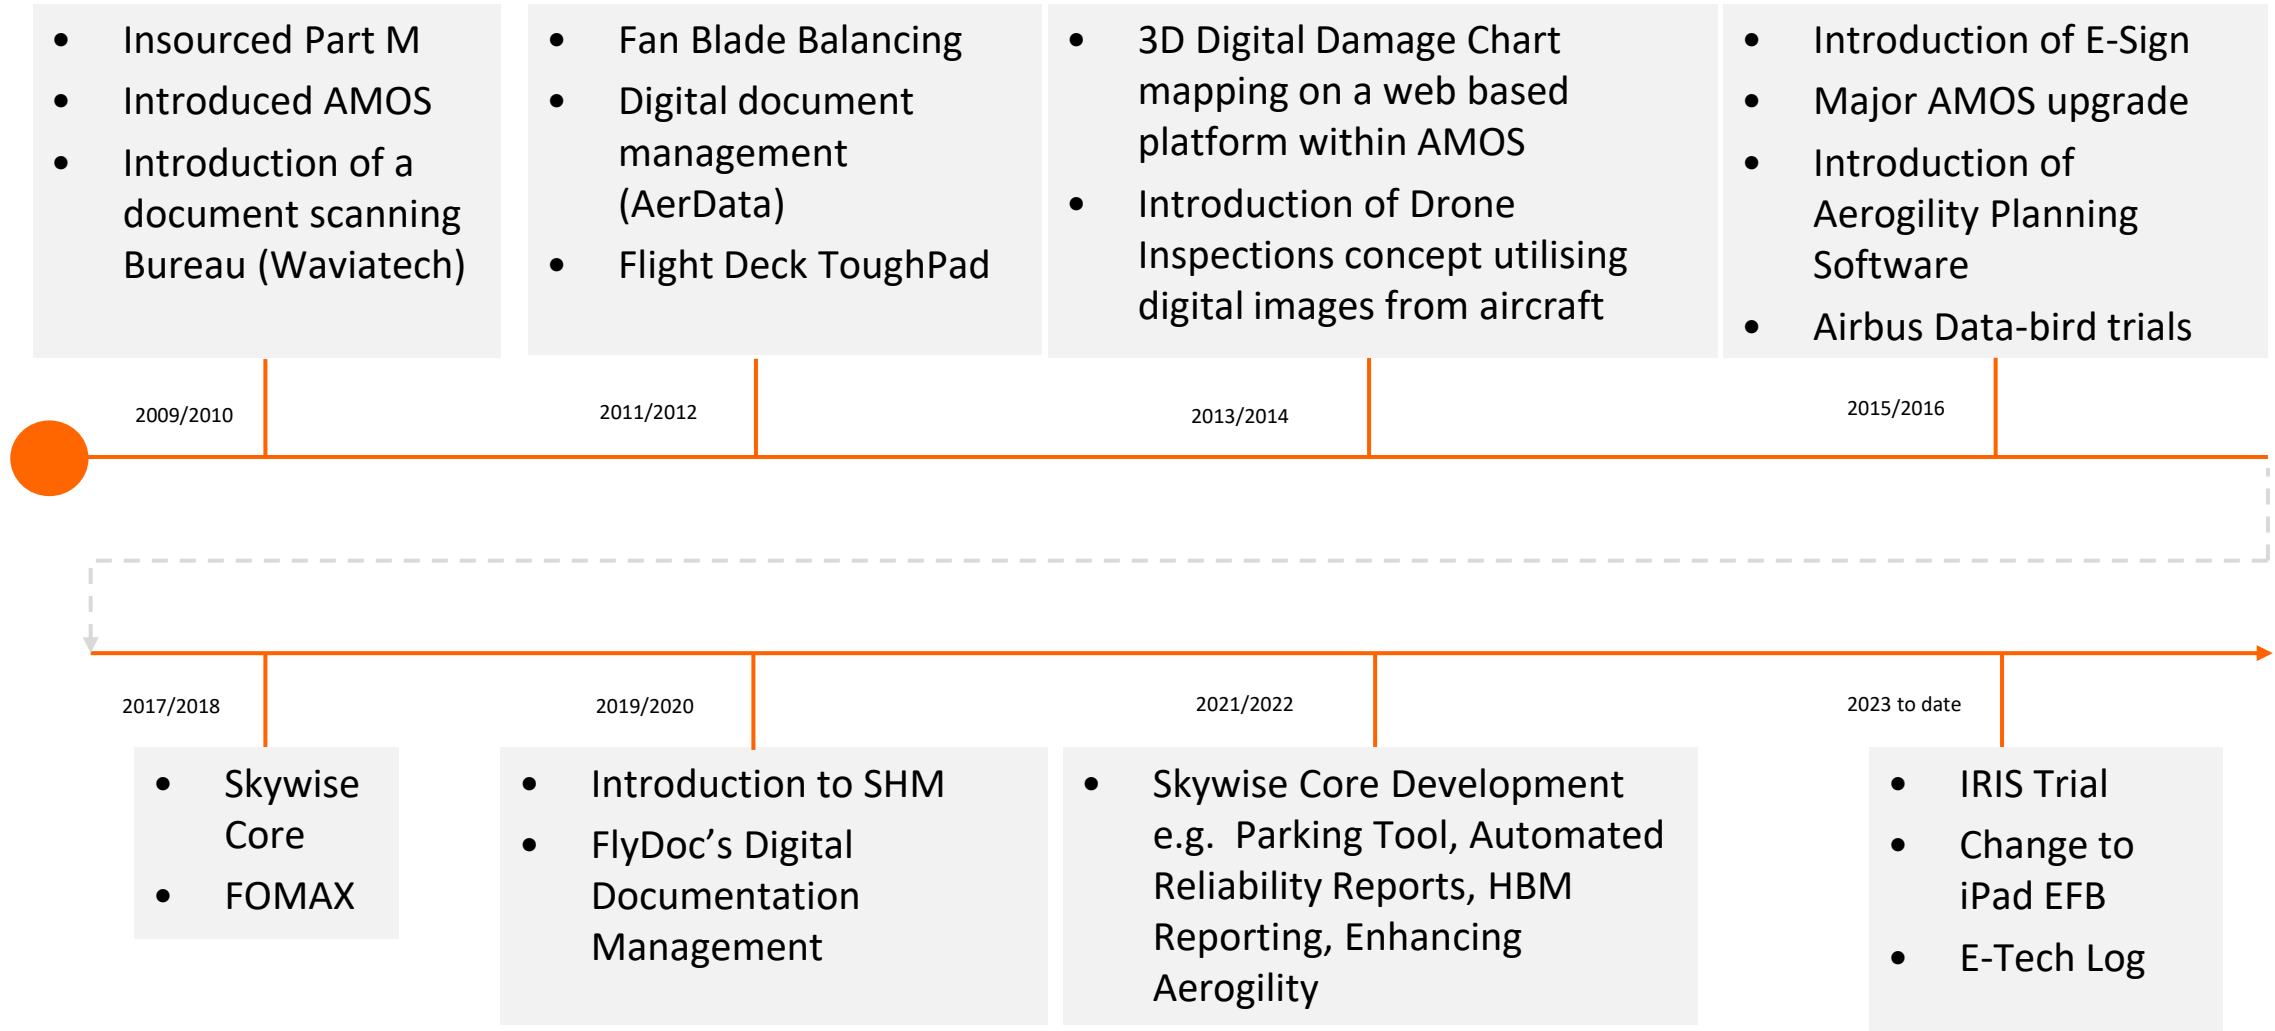 • Insourced Part M
• Introduced AMOS
• Introduction of a
document scanning
Bureau (Waviatech)
• Fan Blade Balancing
• Digital document
management
(AerData)
• Flight Deck ToughPad
• 3D Digital Damage Chart
mapping on a web based
platform within AMOS
• Introduction of Drone
Inspections concept utilising
digital images from aircraft
• Introduction of E-Sign
• Major AMOS upgrade
• Introduction of
Aerogility Planning
Software
• Airbus Data-bird trials
2009/2010
2011/2012
2013/2014
2015/2016
2017/2018
2019/2020
2021/2022
2023 to date
• Skywise
Core
• FOMAX
• Introduction to SHM
• FlyDoc’s Digital
Documentation
Management
• Skywise Core Development
e.g. Parking Tool, Automated
Reliability Reports, HBM
Reporting, Enhancing
Aerogility
• IRIS Trial
• Change to
iPad EFB
• E-Tech Log